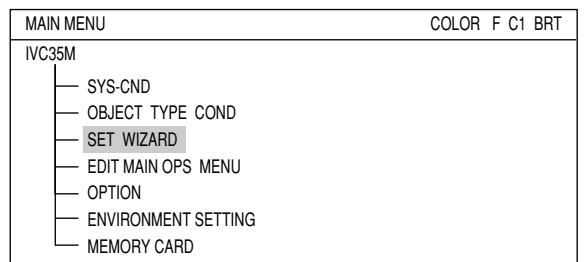 MAIN MENU COLOR F C1 BRT
IVC35M
SYS-CND
OBJECT TYPE COND
SET WIZARD
EDIT MAIN OPS MENU
OPTION
ENVIRONMENT SETTING
MEMORY CARD